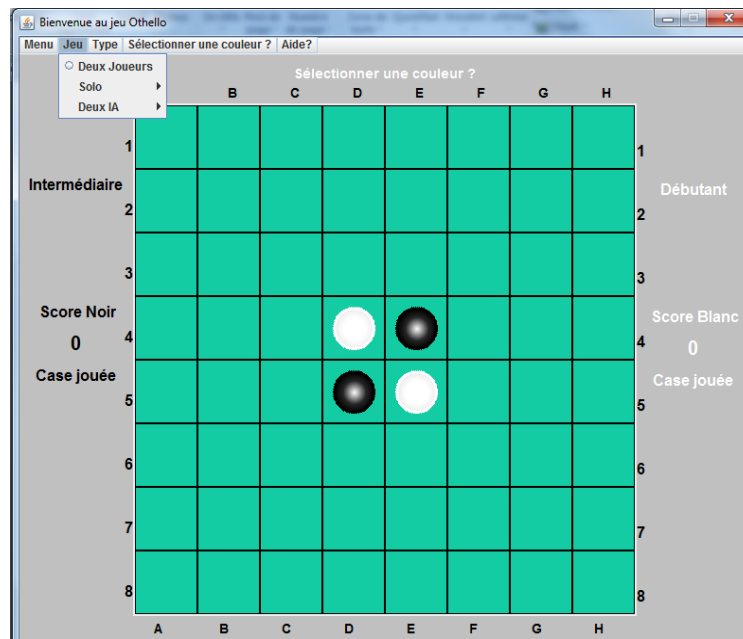 Bienvenue au jeu Othello
Menu Jeu Type Sélectionner une couleur ? Aide?
Deux Joueurs
Solo
Deux IA
Sélectionner une couleur ?
B C D E F G H
1 1
Intermédiaire Débutant
2 2
3 3
Score Noir Score Blanc
0 4 4 0
Case jouée Case jouée
5 5
6 6
7 7
8 8
A B C D E F G H